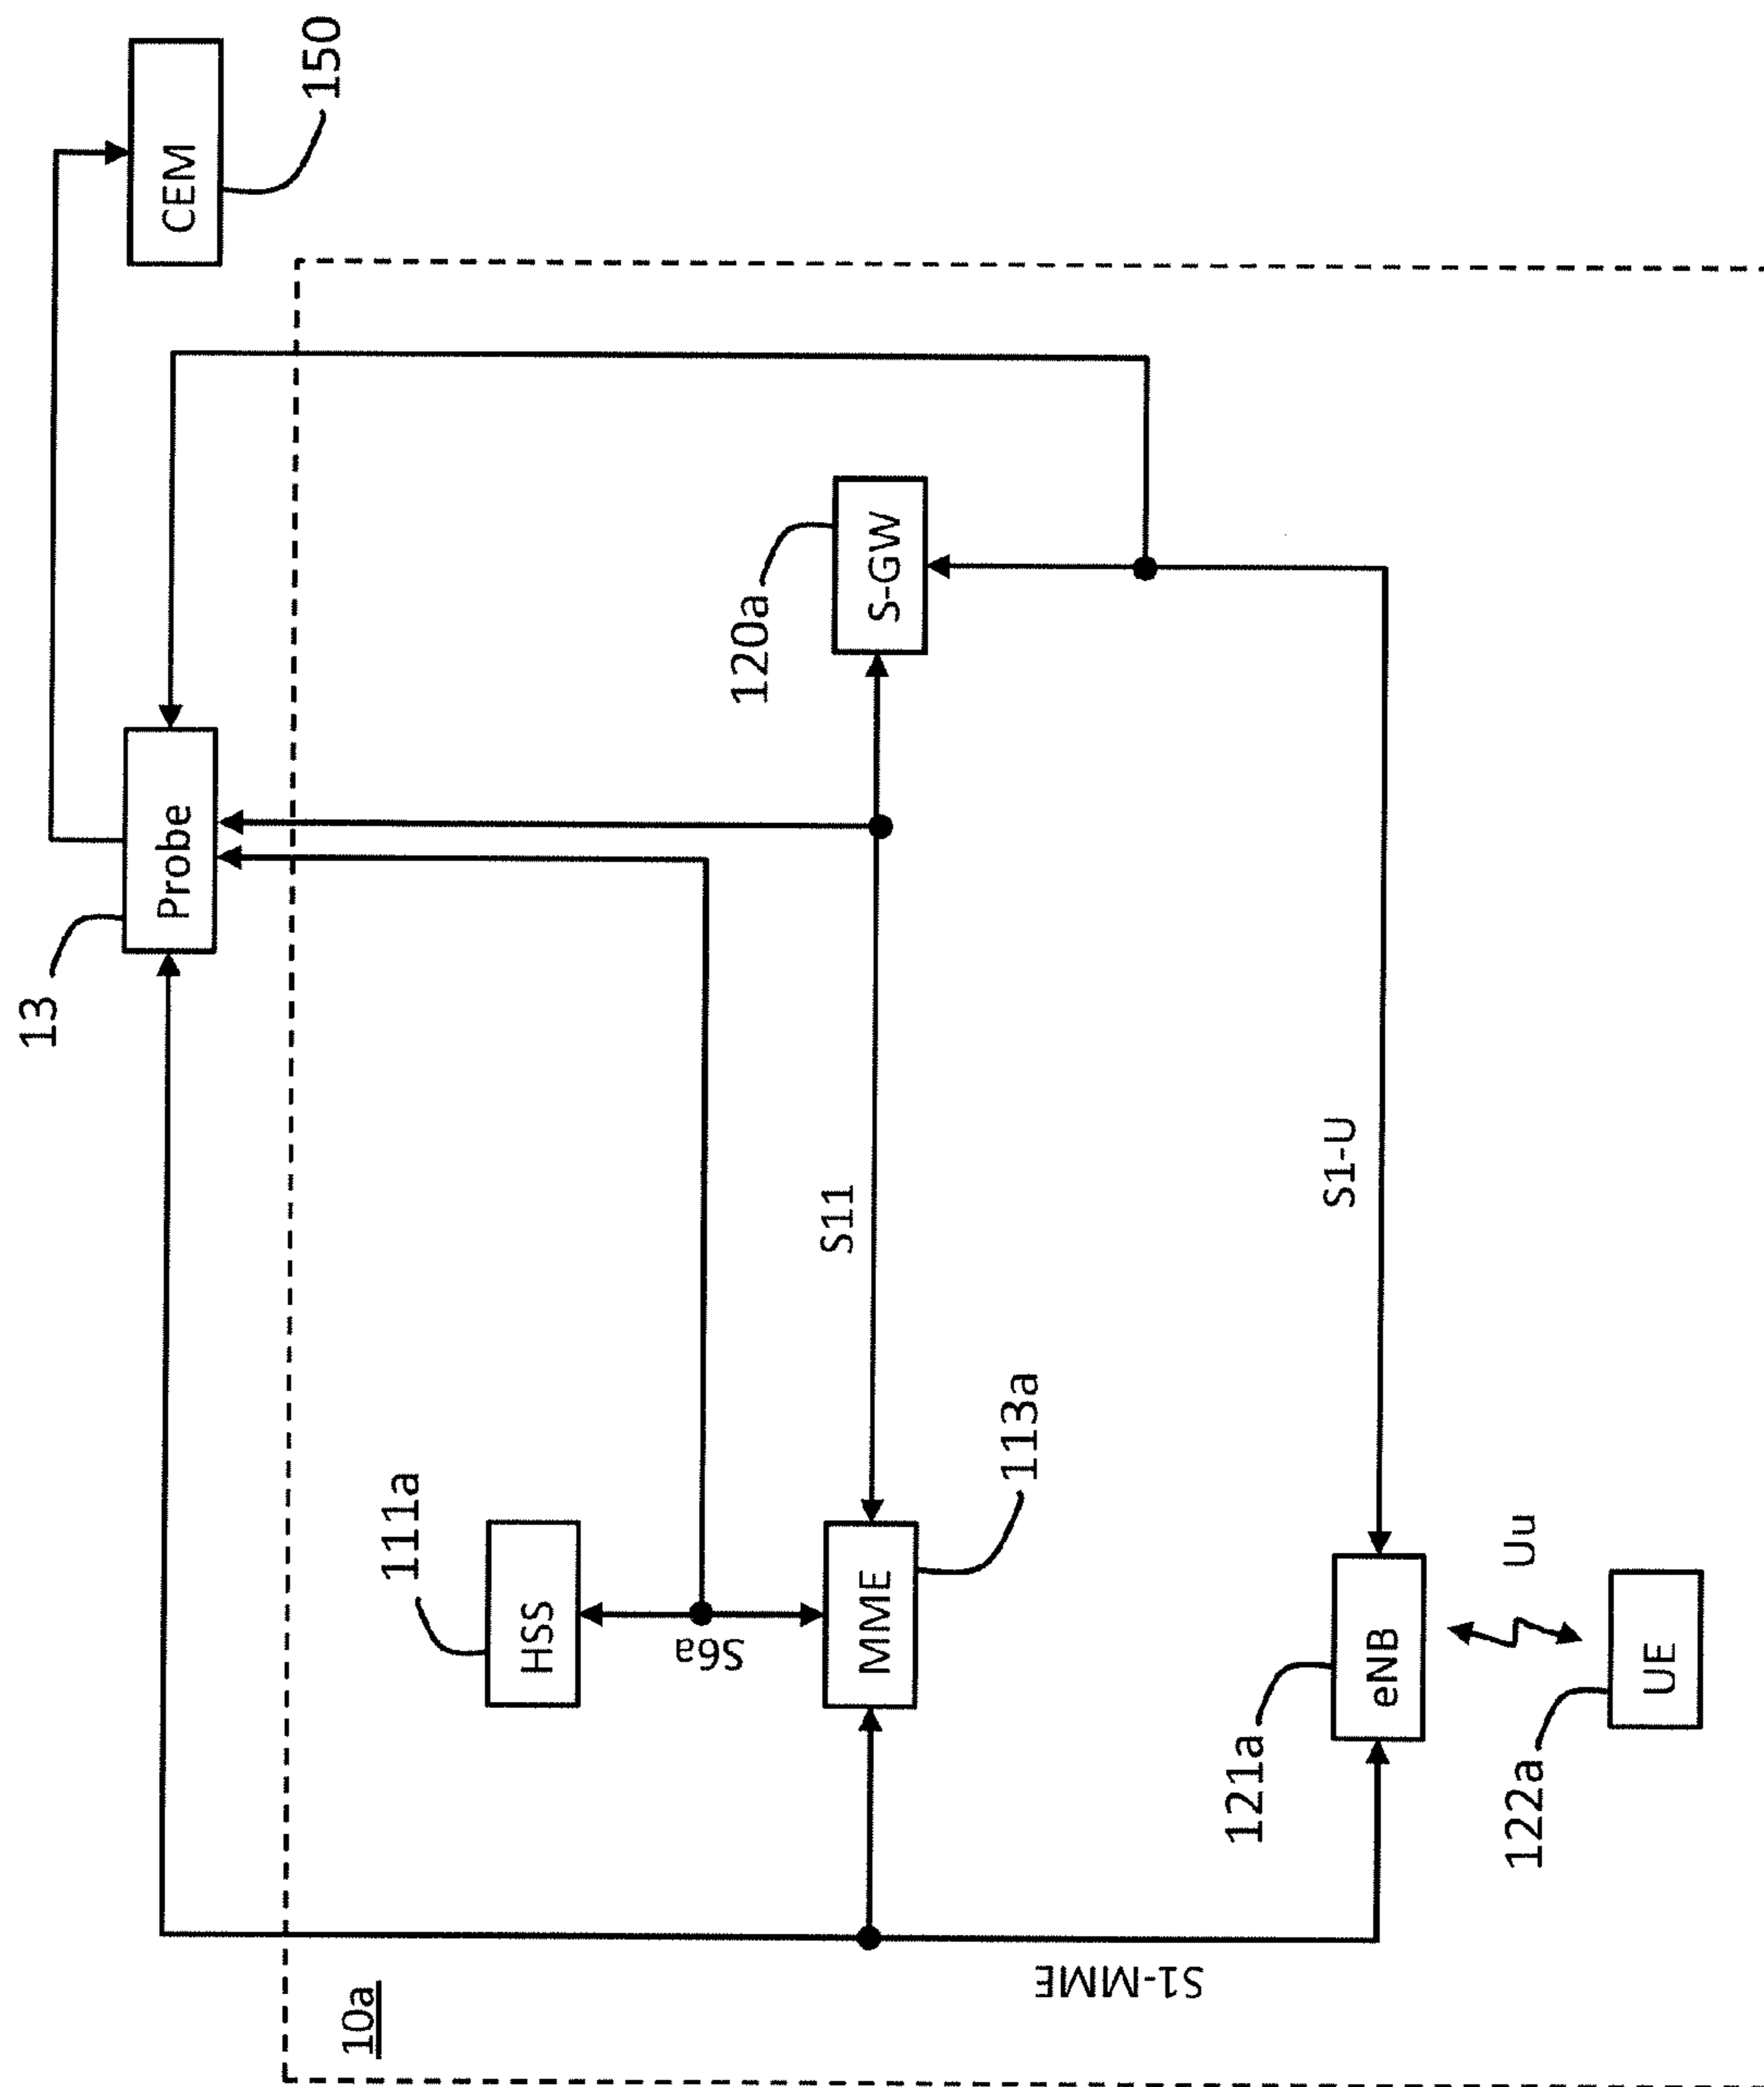 13
Probe
CEM
150
10a
111a
HSS
S6a
120a
S11
MME
S-GW
113a
S1-MME
121a
S1-U
eNB
122a
Uu
UE